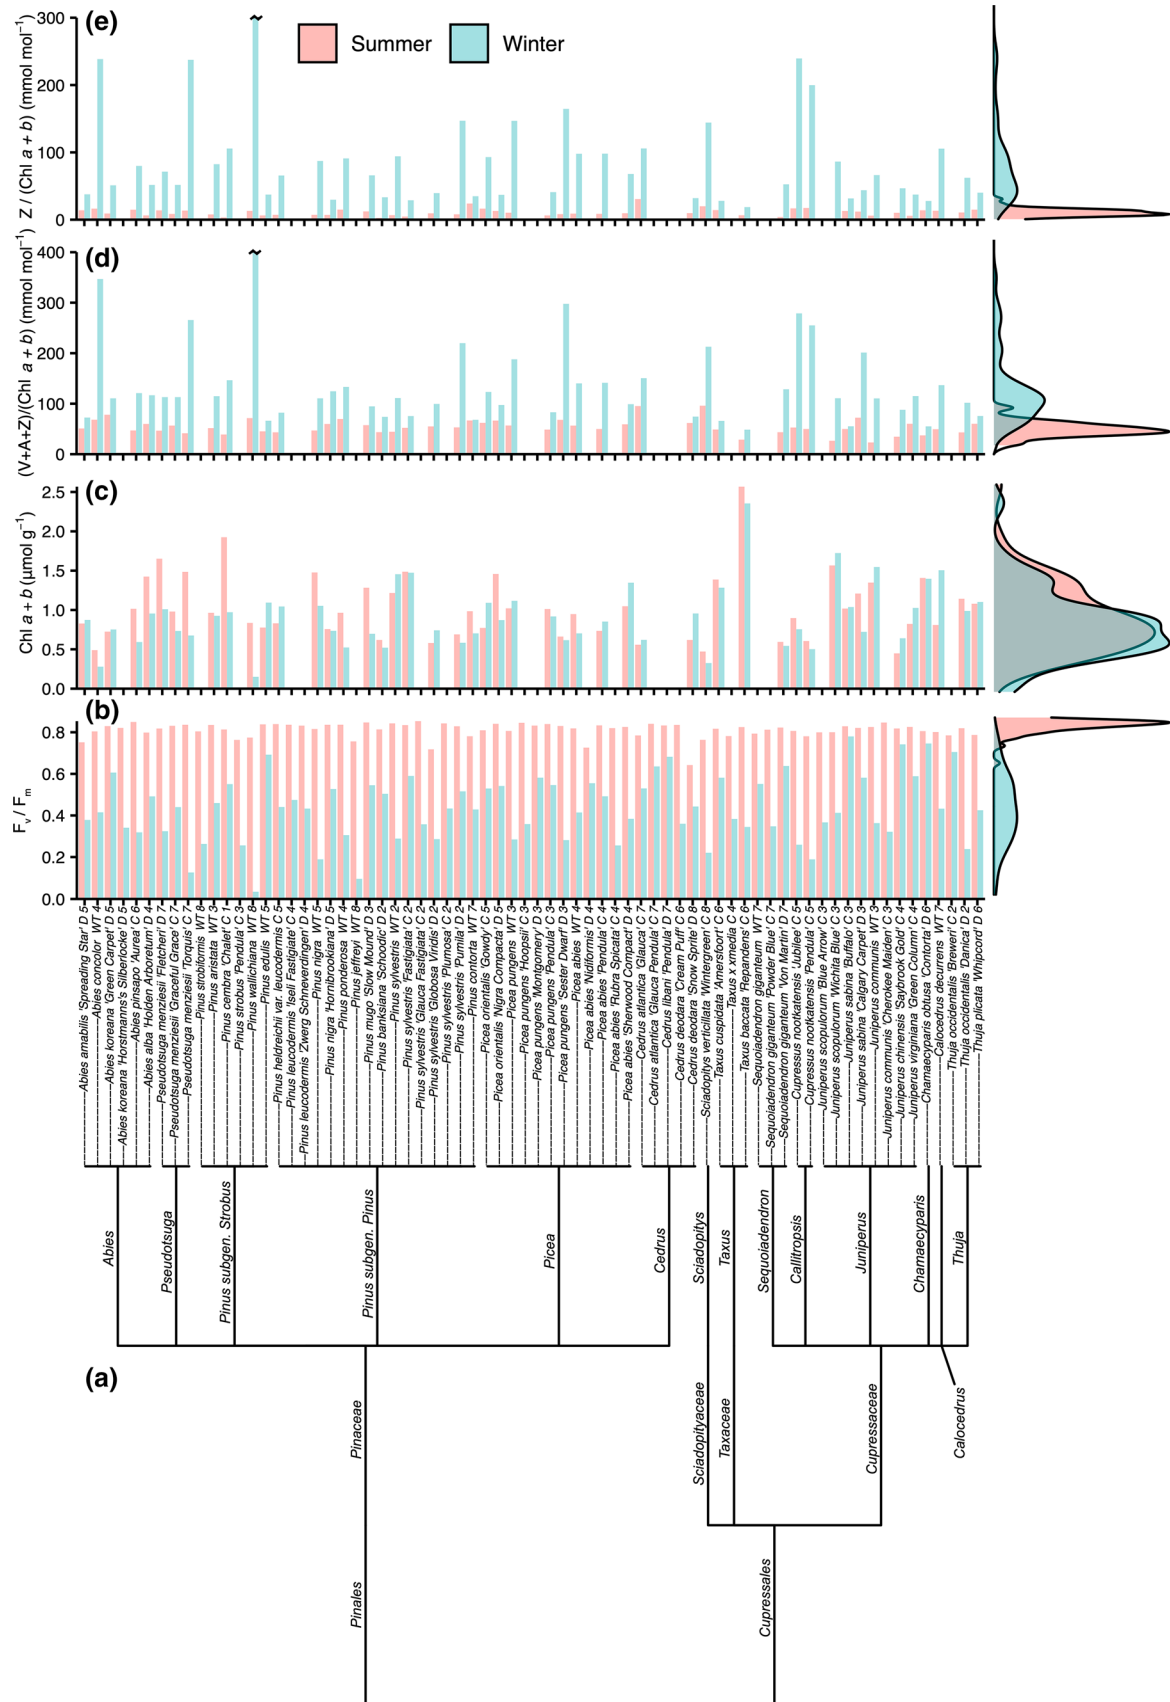 (e)
Z / (Chl a + b) (mmol mol⁻¹)
300
200
100
0
Summer
Winter
(d)
(V+A+Z)/(Chl a + b) (mmol mol⁻¹)
400
300
200
100
0
(c)
Chl a + b (μmol g⁻¹)
2.5
2.0
1.5
1.0
0.5
0.0
(b)
Fv / Fm
0.8
0.6
0.4
0.2
0.0
Abies amabilis 'Spreading Star' D 5
Abies concolor WT 4
Abies koreana 'Green Carpet' D 5
Abies koreana 'Horstmanns's Silberlocke' D 5
Abies pinsapo 'Aurea' C 6
Abies alba 'Holden Arboretum' D 4
Pseudotsuga menziesii 'Fletcheri' D 7
Pseudotsuga menziesii 'Graceful Grace' C 7
Pseudotsuga menziesii 'Torquis' C 7
Pinus strobiformis WT 8
Pinus aristata WT 3
Pinus cembra 'Chalet' C 1
Pinus strobus 'Pendula' C 3
Pinus wallichiana WT 8
Pinus edulis WT 5
Pinus heldreichii var. leucodermis C 5
Pinus leucodermis 'Iseli Fastigiate' C 4
Pinus leucodermis 'Zwerg Schneverdingen' D 4
Pinus nigra WT 5
Pinus nigra 'Hornibrookiana' D 5
Pinus ponderosa WT 4
Pinus jeffreyi WT 8
Pinus mugo 'Slow Mound' D 3
Pinus banksiana 'Schoodic' D 2
Pinus sylvestris WT 2
Pinus sylvestris 'Fastigiata' C 2
Pinus sylvestris 'Glauca Fastigiata' C 2
Pinus sylvestris 'Globosa Viridis' D 2
Pinus sylvestris 'Plumosa' C 2
Pinus sylvestris 'Pumila' D 2
Pinus contorta WT 7
Picea orientalis 'Gowdy' C 5
Picea orientalis 'Nigra Compacta' D 5
Picea pungens WT 3
Picea pungens 'Hoopsii' C 3
Picea pungens 'Montgomery' D 3
Picea pungens 'Pendula' C 3
Picea pungens 'Sester Dwarf' D 3
Picea abies WT 4
Picea abies 'Nidiformis' D 4
Picea abies 'Pendula' C 4
Picea abies 'Rubra Spicata' C 4
Picea abies 'Sherwood Compact' D 4
Cedrus atlantica 'Glauca' C 7
Cedrus atlantica 'Glauca Pendula' C 7
Cedrus libani 'Pendula' D 7
Cedrus deodara 'Cream Puff' C 6
Cedrus deodara 'Snow Sprite' D 8
Sciadopitys verticillata 'Wintergreen' C 8
Taxus cuspidata 'Amersfoort' C 6
Taxus x xmedia C 4
Taxus baccata 'Repandens' WT 6
Sequoiadendron giganteum WT 7
Sequoiadendron giganteum 'Powder Blue' C 7
Sequoiadendron giganteum 'Von Martin' D 7
Cupressus nootkatensis 'Jubilee' C 5
Cupressus nootkatensis 'Pendula' C 5
Juniperus scopulorum 'Blue Arrow' C 3
Juniperus scopulorum 'Wichita Blue' C 3
Juniperus sabina 'Buffalo' C 3
Juniperus sabina 'Calgary Carpet' D 3
Juniperus communis WT 3
Juniperus communis 'Cherokee Maiden' C 3
Juniperus chinensis 'Saybrook Gold' C 4
Juniperus virginiana 'Green Column' C 4
Chamaecyparis obtusa 'Contorta' D 6
Calocedrus decurrens WT 7
Thuja occidentalis 'Brewer' C 2
Thuja occidentalis 'Danica' D 2
Thuja plicata 'Whipcord' D 6
Abies
Pseudotsuga
Pinus subgen. Strobus
Pinus subgen. Pinus
Picea
Cedrus
Sciadopitys
Taxus
Sequoiadendron
Callitropsis
Juniperus
Chamaecyparis
Thuja
(a)
Pinaceae
Sciadopityaceae
Taxaceae
Cupressaceae
Calocedrus
Pinales
Cupressales